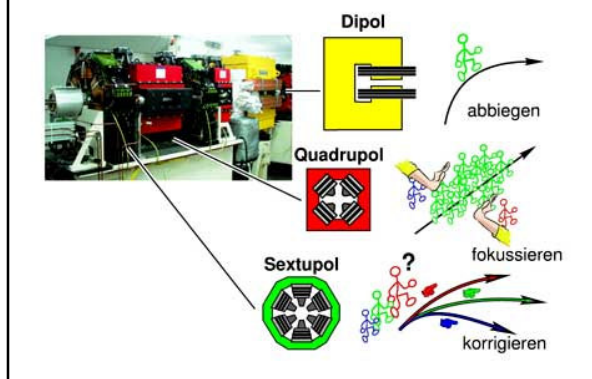 Dipol
abbiegen
Quadrupol
fokussieren
Sextupol
?
korrigieren